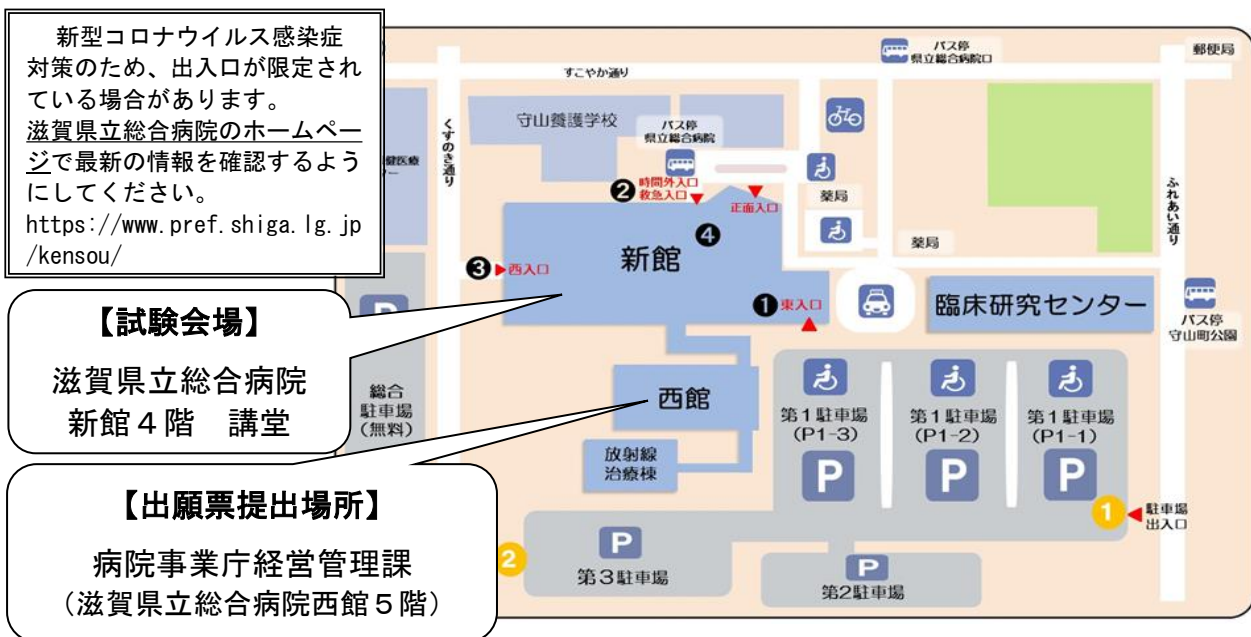 新型コロナウイルス感染症
対策のため、出入口が限定され
ている場合があります。
滋賀県立総合病院のホームペー
ジで最新の情報を確認するよう
にしてください。
https://www.pref.shiga.lg.jp
/kensou/
【試験会場】
滋賀県立総合病院
新館4階　講堂
【出願票提出場所】
病院事業庁経営管理課
（滋賀県立総合病院西館5階）
すこやか通り
バス停
県立総合病院口
郵便局
くすのき通り
守山養護学校
バス停
県立総合病院
❷ 時間外入口
救急入口
正面入口
薬局
薬局
ふれあい通り
❹
新館
❸ 西入口
❶ 東入口
臨床研究センター
バス停
守山町公園
健医療
P
総合
駐車場
(無料)
西館
放射線
治療棟
第1駐車場
(P1-3)
P
第1駐車場
(P1-2)
P
第1駐車場
(P1-1)
P
1
駐車場
出入口
2
P
第3駐車場
P
第2駐車場